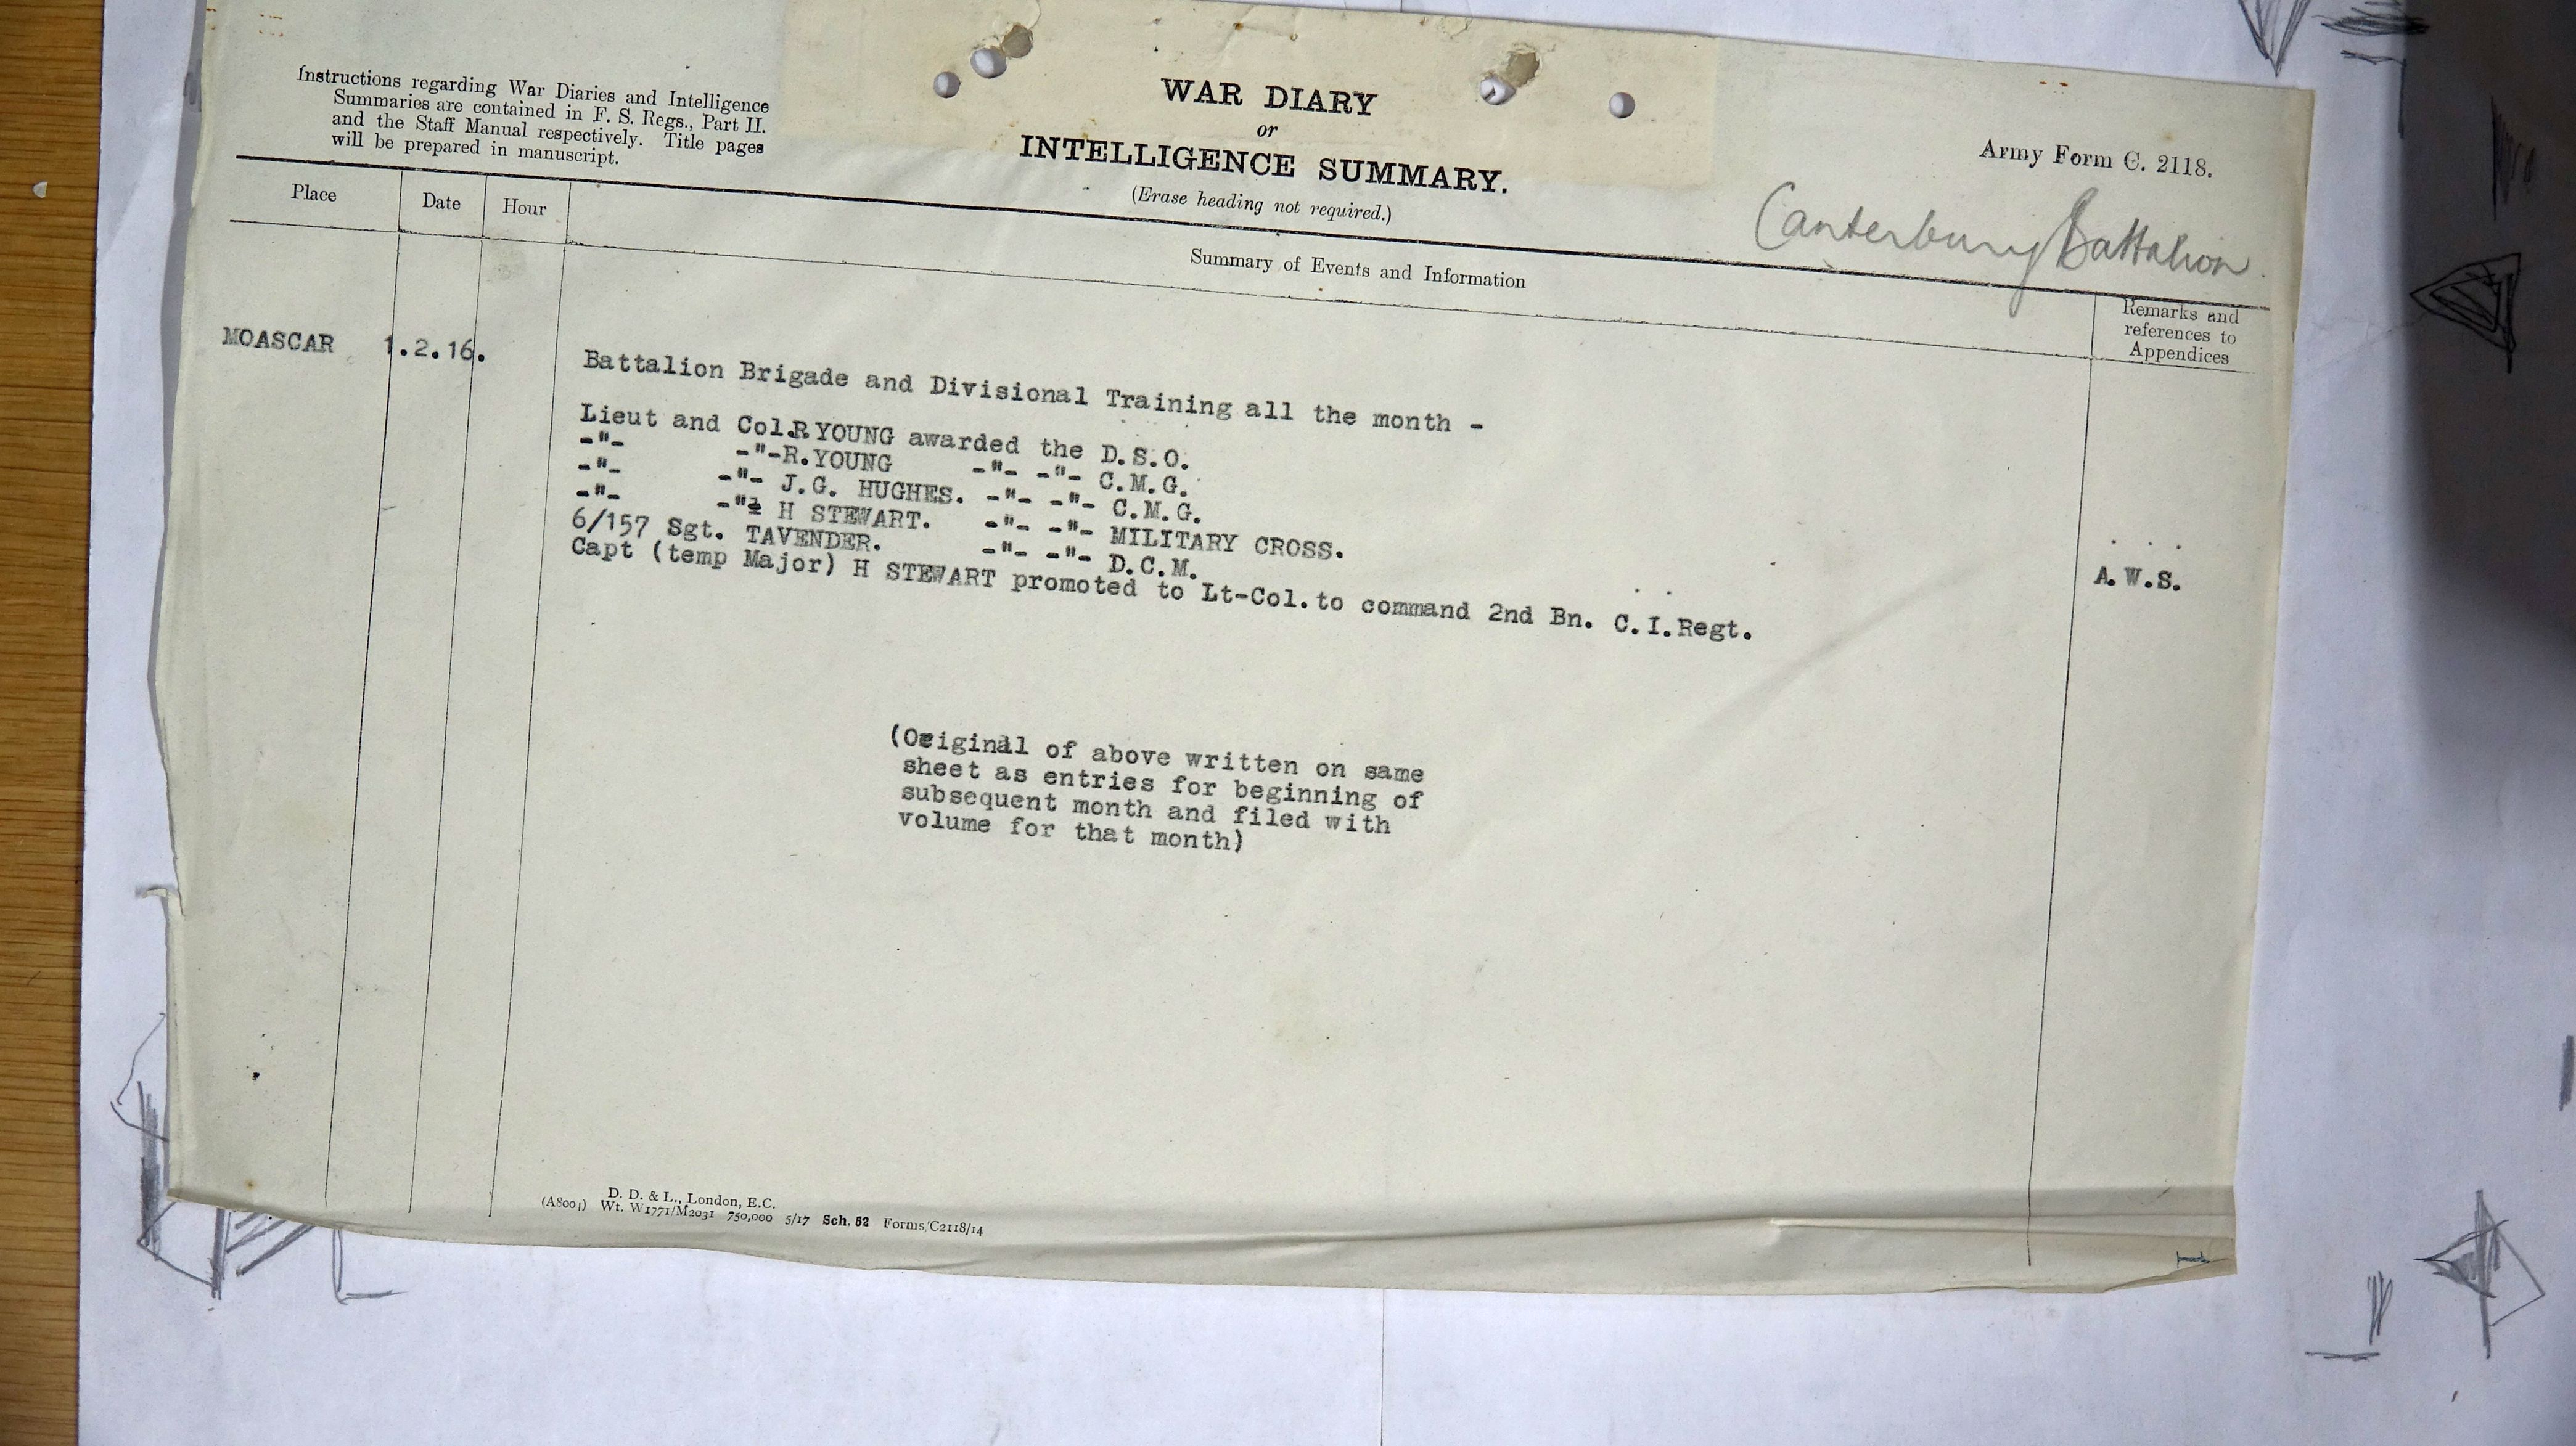 Instructions regarding War Diaries and Intelligence
Summaries are contained in F. S. Regs., Part II.
and the Staff Manual respectively. Title pages
will be prepared in manuscript.
WAR DIARY
or
INTELLIGENCE SUMMARY.
(Erase heading not required.)
Army Form C. 2118.
Canterbury Battalion.
Place
Date
Hour
Summary of Events and Information
Remarks and
references to
Appendices
MOASCAR 1.2.16.
Battalion Brigade and Divisional Training all the month -
Lieut and Col.R YOUNG awarded the D.S.O.
-"- -"-R.YOUNG -"- -"- C.M.G.
-"- -"- J.G. HUGHES. -"- -"- C.M.G.
-"- -"- H STEWART. -"- -"- MILITARY CROSS.
6/157 Sgt. TAVENDER. -"- -"- D.C.M.
Capt (temp Major) H STEWART promoted to Lt-Col.to command 2nd Bn. C.I.Regt.
A.W.S.
(Original of above written on same
sheet as entries for beginning of
subsequent month and filed with
volume for that month)
D. D. & L., London, E.C.
(A8001) Wt. W1771/M2031 750,000 5/17 Sch. 52 Forms/C2118/14